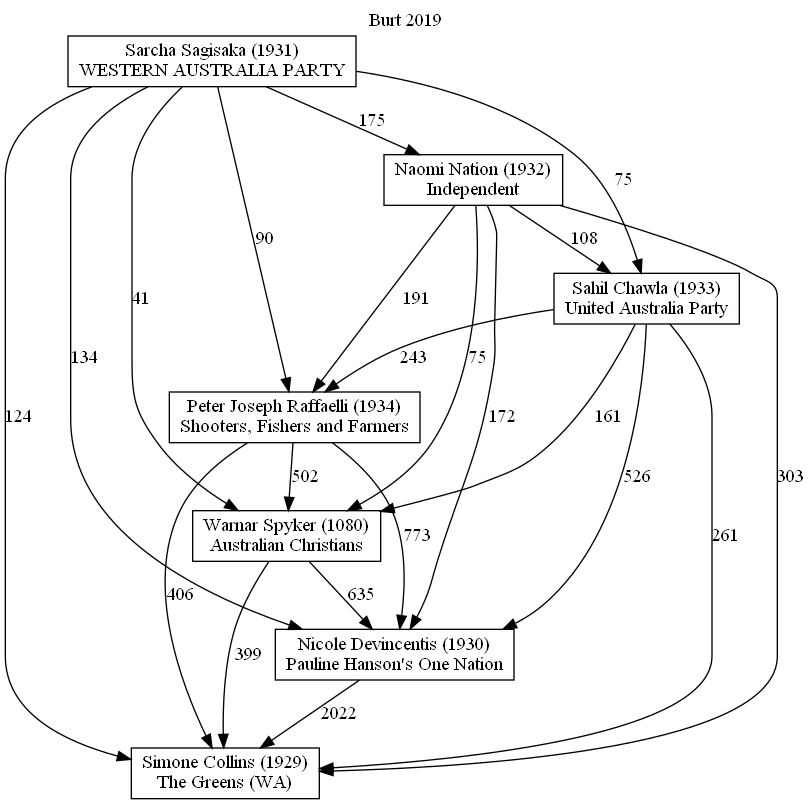 Burt 2019
Sarcha Sagisaka (1931)
WESTERN AUSTRALIA PARTY
175
Naomi Nation (1932)
Independent
75
90
108
Sahil Chawla (1933)
United Australia Party
41
191
134
243
75
Peter Joseph Raffaelli (1934)
Shooters, Fishers and Farmers
124
172
161
303
502
526
Warnar Spyker (1080)
Australian Christians
773
261
406
635
Nicole Devincentis (1930)
Pauline Hanson's One Nation
399
2022
Simone Collins (1929)
The Greens (WA)